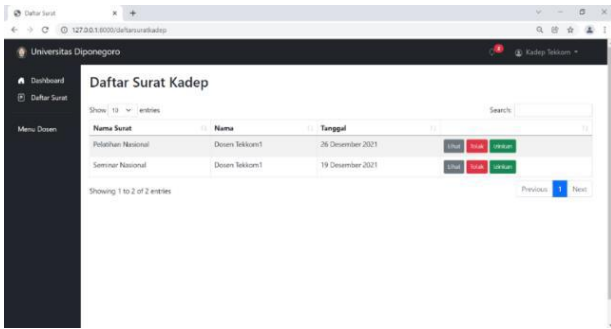 Daftar Surat
127.0.0.1:8000/daftarsuratkadep
Universitas Diponegoro
Kadep Tekkom
Dashboard
Daftar Surat
Menu Dosen
Daftar Surat Kadep
Show 10 entries
Search:
Nama Surat Nama Tanggal
Pelatihan Nasional Dosen Tekkom1 26 Desember 2021 Lihat Tolak Izinkan
Seminar Nasional Dosen Tekkom1 19 Desember 2021 Lihat Tolak Izinkan
Showing 1 to 2 of 2 entries
Previous 1 Next